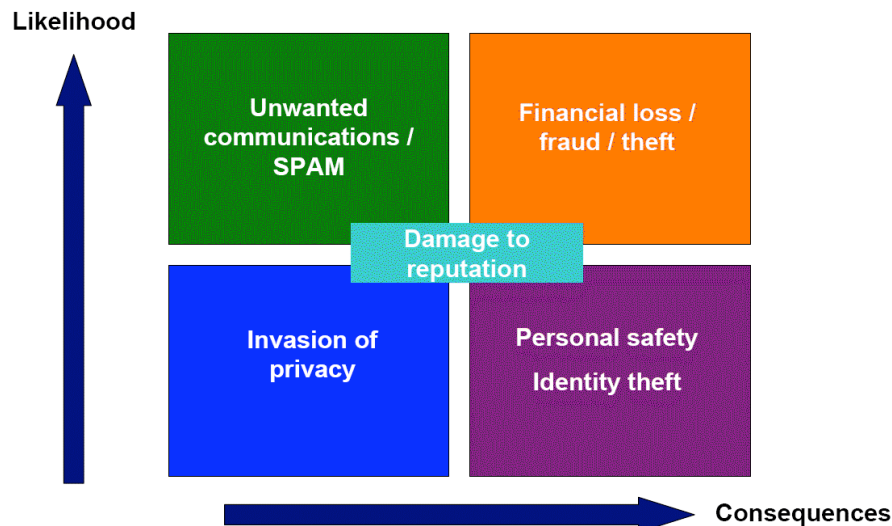 Likelihood
Unwanted
communications /
SPAM
Financial loss /
fraud / theft
Damage to
reputation
Invasion of
privacy
Personal safety
Identity theft
Consequences